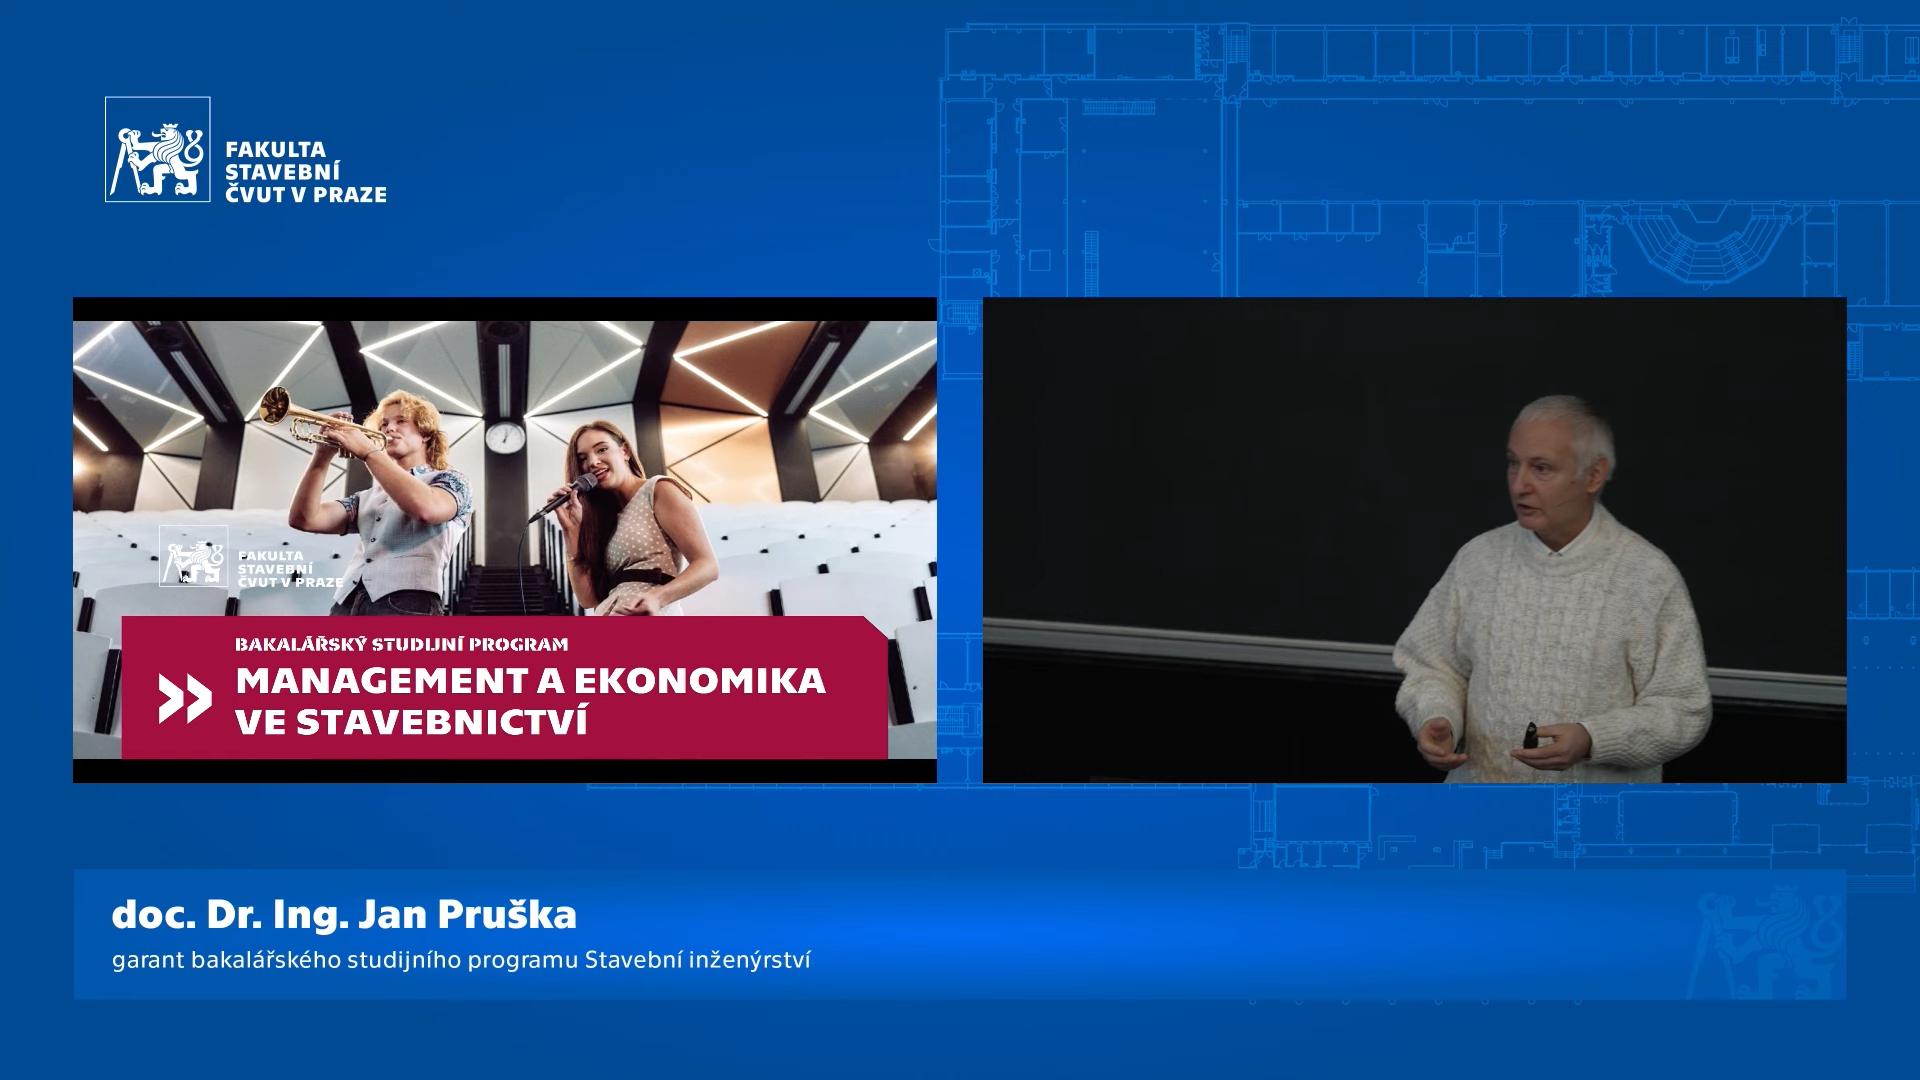 FAKULTA
STAVEBNÍ
ČVUT V PRAZE
FAKULTA
STAVEBNÍ
ČVUT V PRAZE
BAKALÁŘSKÝ STUDIJNÍ PROGRAM
MANAGEMENT A EKONOMIKA
VE STAVEBNICTVÍ
doc. Dr. Ing. Jan Pruška
garant bakalářského studijního programu Stavební inženýrství